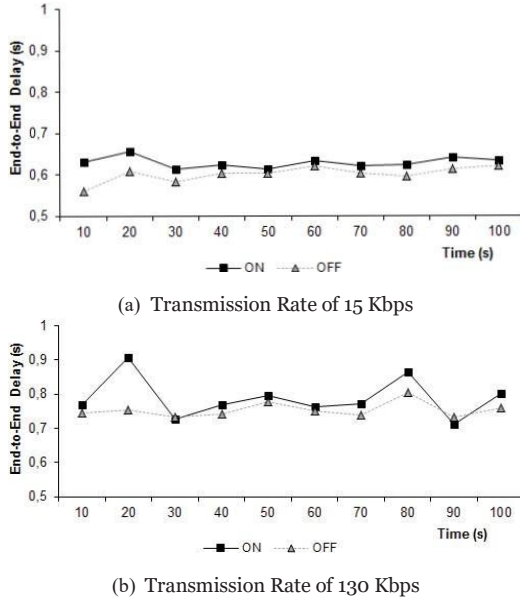 End-to-End Delay (s)
1
0,9
0,8
0,7
0,6
0,5
10 20 30 40 50 60 70 80 90 100
Time (s)
ON OFF
(a) Transmission Rate of 15 Kbps
End-to-End Delay (s)
1
0,9
0,8
0,7
0,6
0,5
10 20 30 40 50 60 70 80 90 100
Time (s)
ON OFF
(b) Transmission Rate of 130 Kbps